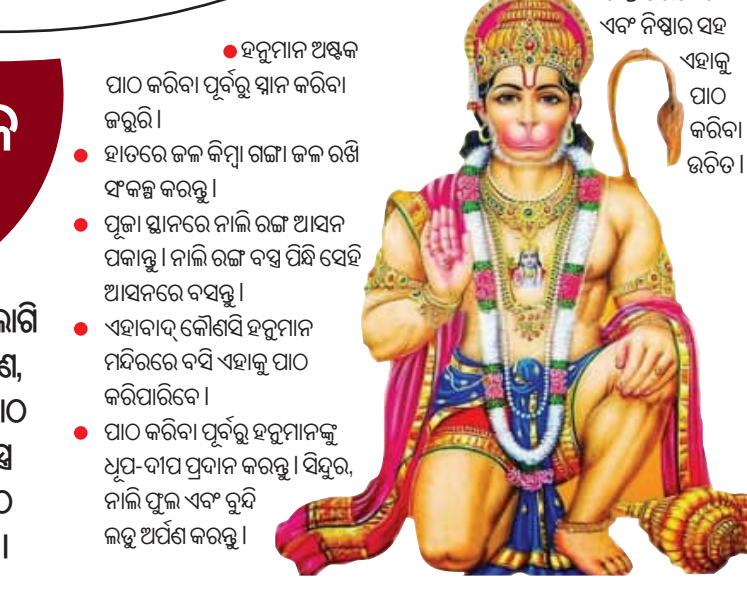 ହନୁମାନ ଅଷ୍ଟକ
ପାଠ କରିବା ପୂର୍ବରୁ ସ୍ନାନ କରିବା
ଜରୁରି ।
ହାତରେ ଜଳ କିମ୍ବା ଗଙ୍ଗା ଜଳ ରଖି
ସଂକଳ୍ପ କରନ୍ତୁ ।
ପୂଜା ସ୍ଥାନରେ ନାଲି ରଙ୍ଗ ଆସନ
ପକାନ୍ତୁ । ନାଲି ରଙ୍ଗ ବସ୍ତ୍ର ପିନ୍ଧି ସେହି
ଆସନରେ ବସନ୍ତୁ ।
ଏହାବାଦ୍ କୌଣସି ହନୁମାନ
ମନ୍ଦିରରେ ବସି ଏହାକୁ ପାଠ
କରିପାରିବେ ।
ପାଠ କରିବା ପୂର୍ବରୁ ହନୁମାନଙ୍କୁ
ଧୂପ-ଦୀପ ପ୍ରଦାନ କରନ୍ତୁ । ସିନ୍ଦୁର,
ନାଲି ଫୁଲ ଏବଂ ବୁନ୍ଦି
ଲଡୁ ଅର୍ପଣ କରନ୍ତୁ ।
ଏବଂ ନିଷ୍ଠାର ସହ
ଏହାକୁ
ପାଠ
କରିବା
ଉଚିତ ।